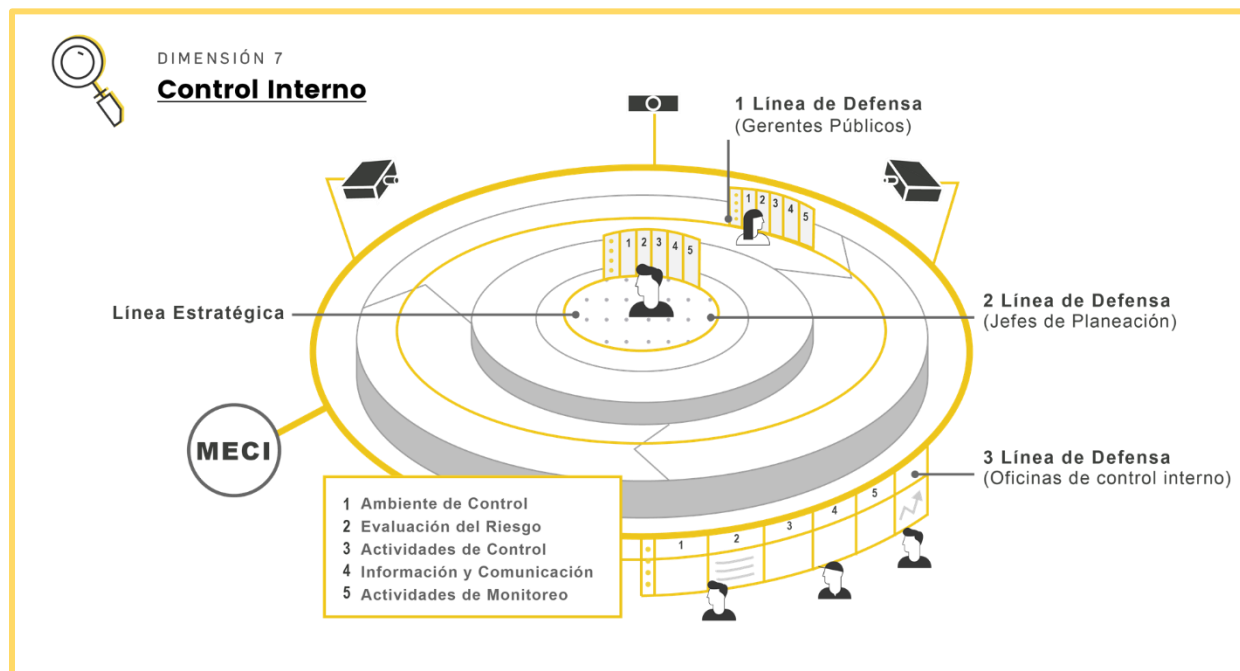 DIMENSIÓN 7
Control Interno
1 Línea de Defensa
(Gerentes Públicos)
1 2 3 4 5
1 2 3 4 5
Línea Estratégica
2 Línea de Defensa
(Jefes de Planeación)
MECI
3 Línea de Defensa
(Oficinas de control interno)
1 Ambiente de Control
2 Evaluación del Riesgo
3 Actividades de Control
4 Información y Comunicación
5 Actividades de Monitoreo
1 2 3 4 5